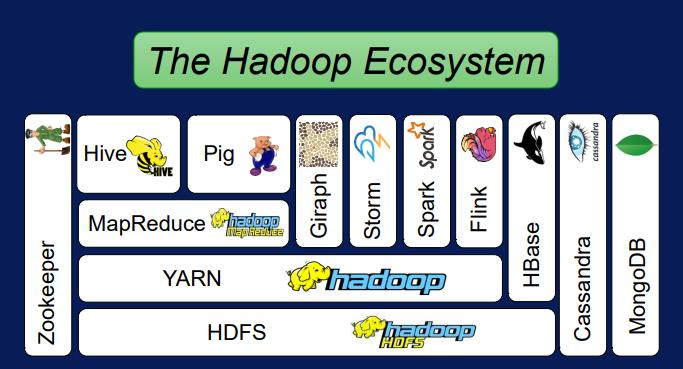 The Hadoop Ecosystem
Zookeeper
Hive
HIVE
Pig
Giraph
Storm
Spark
Spark
Flink
HBase
cassandra
Cassandra
MongoDB
MapReduce
hadoop
MapReduce
YARN
hadoop
HDFS
hadoop
HDFS